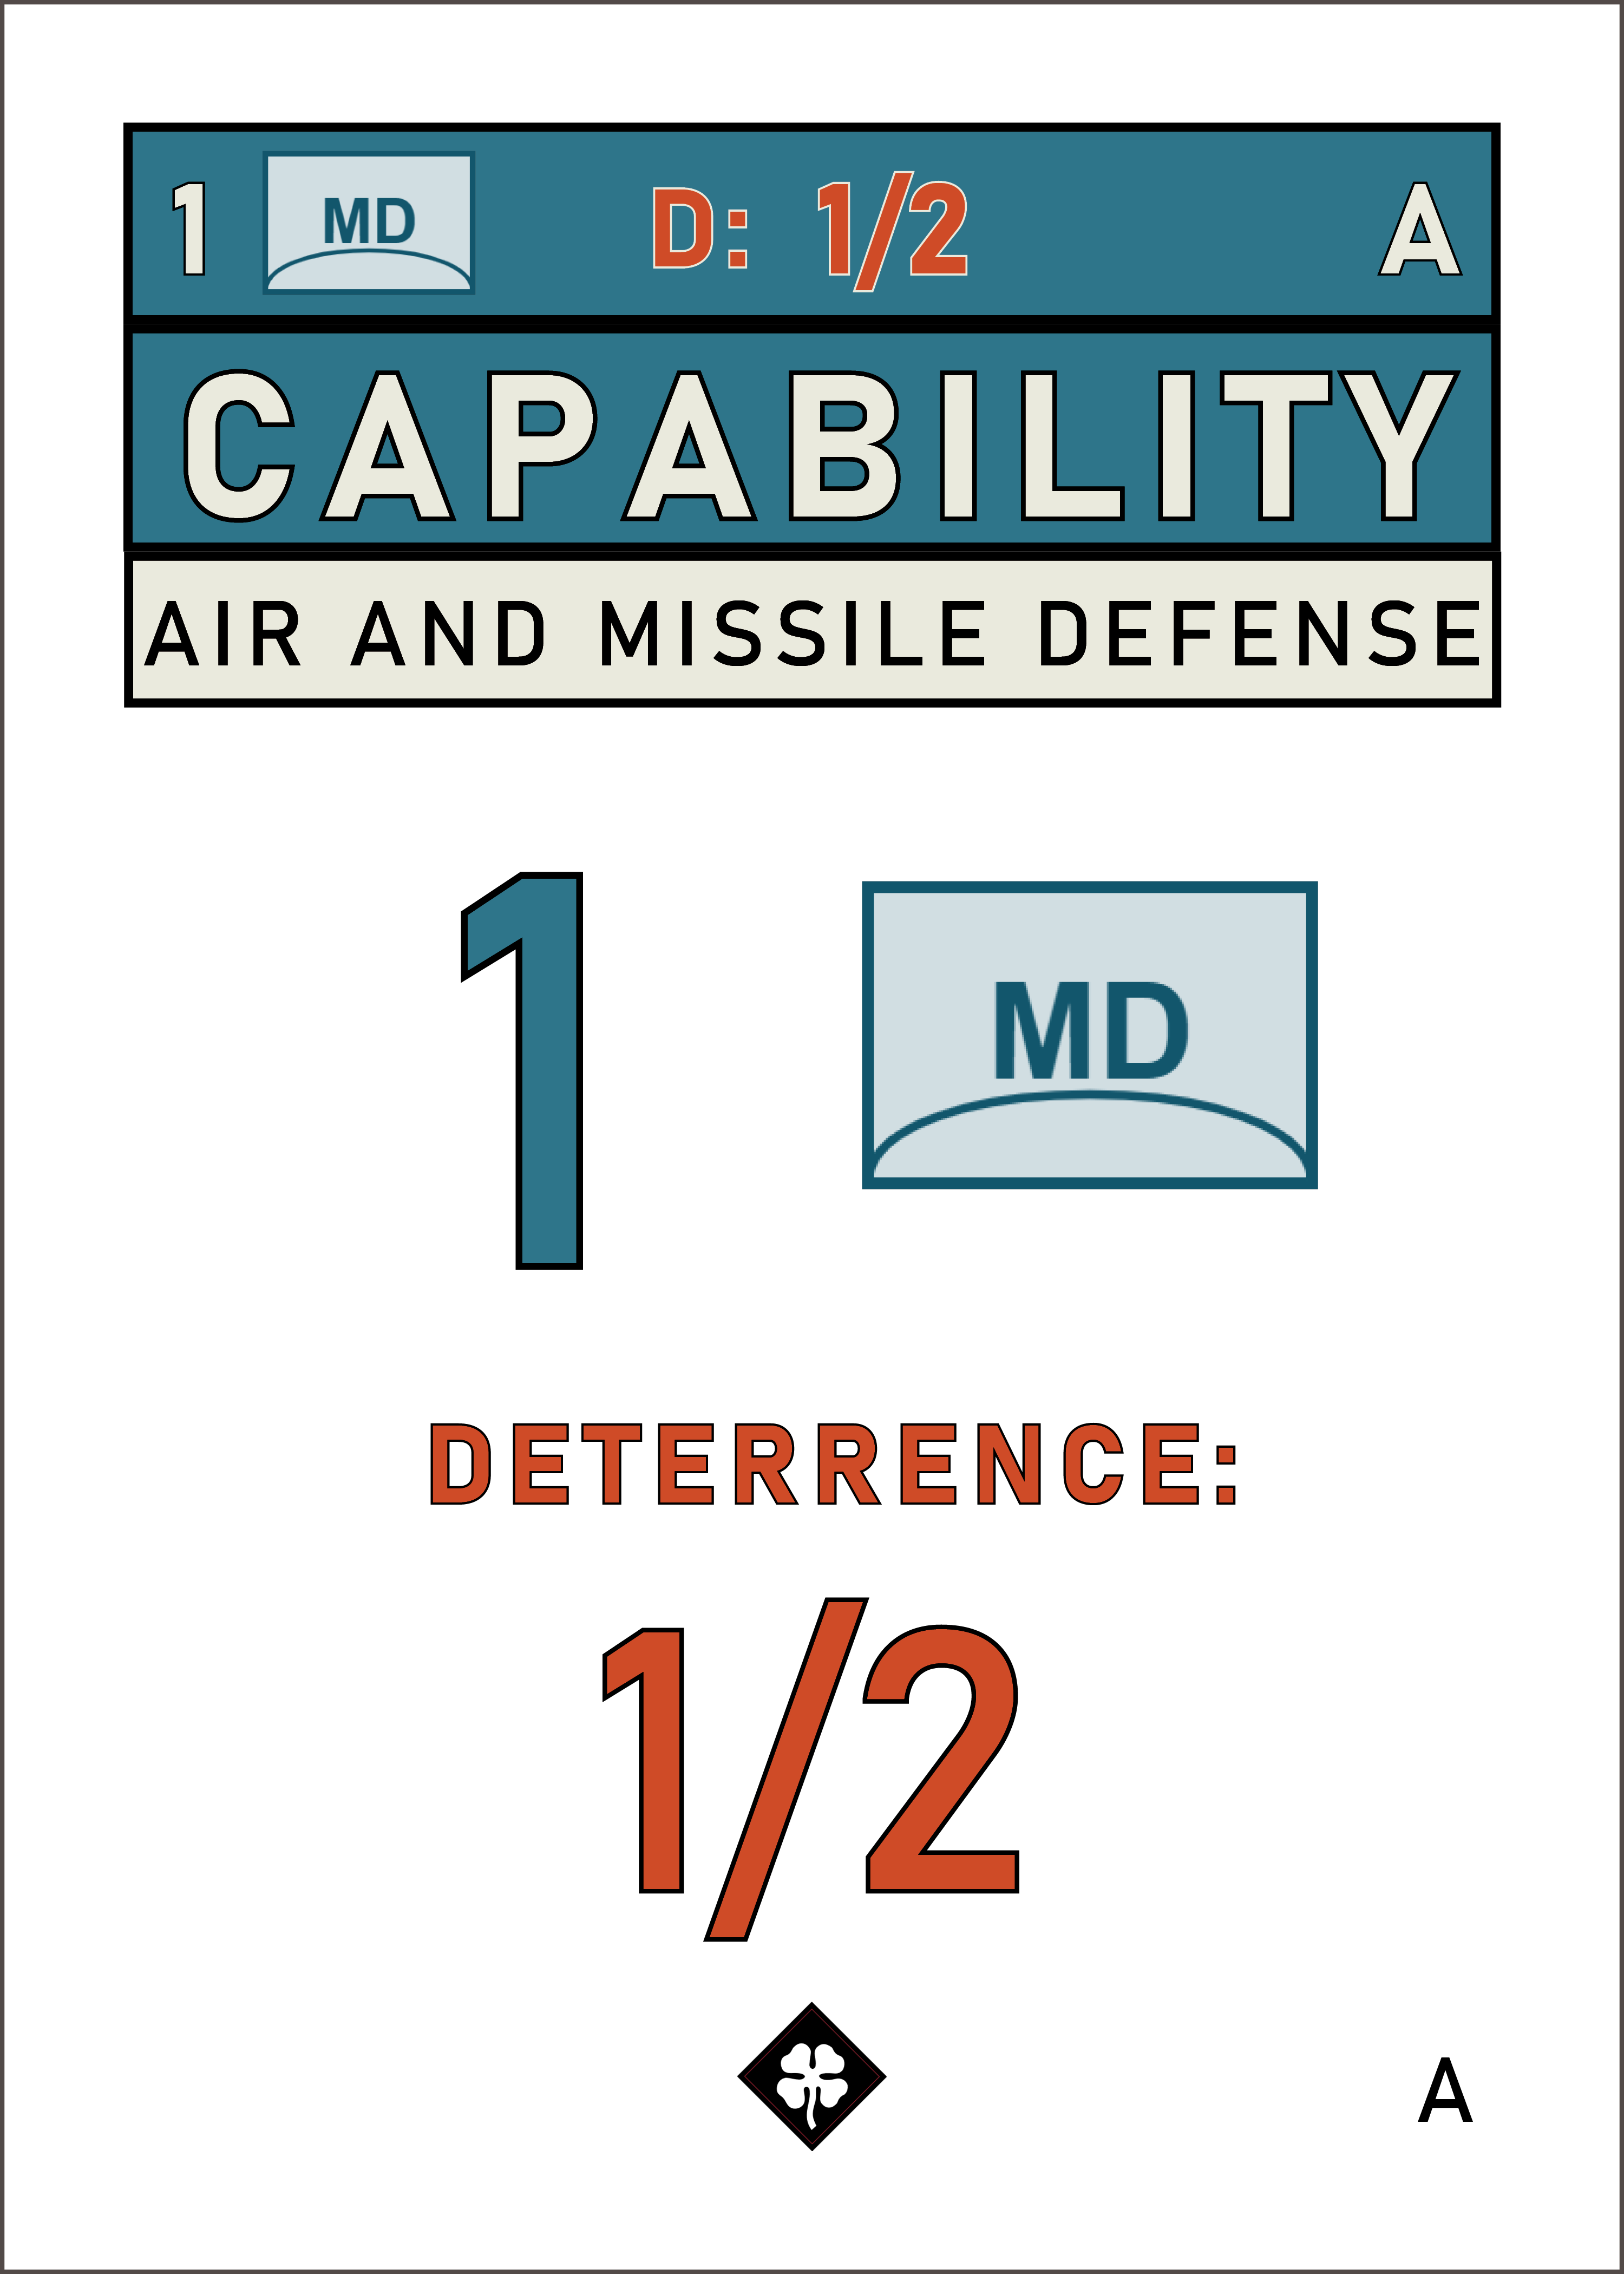 1 MD D: 1/2 A
CAPABILITY
AIR AND MISSILE DEFENSE
1 MD
DETERRENCE:
1/2
A